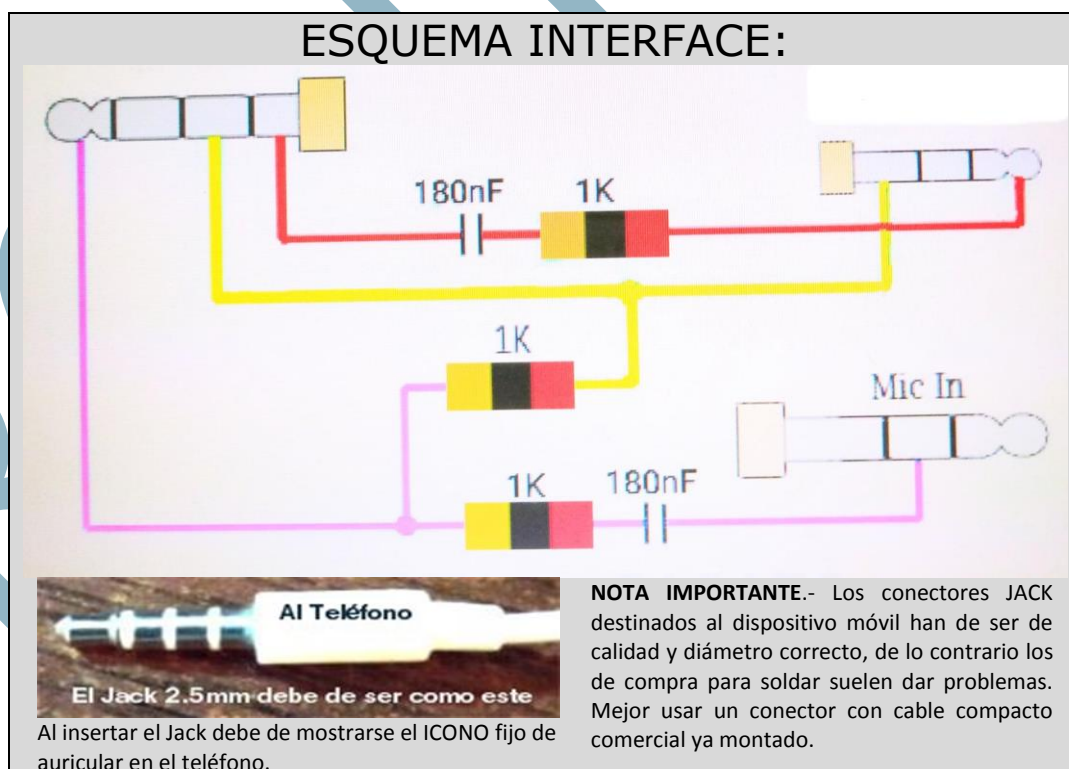 ESQUEMA INTERFACE:
180nF
1K
1K
Mic In
1K
180nF
Al Teléfono
El Jack 2.5mm debe de ser como este
Al insertar el Jack debe de mostrarse el ICONO fijo de
auricular en el teléfono.
NOTA IMPORTANTE.- Los conectores JACK
destinados al dispositivo móvil han de ser de
calidad y diámetro correcto, de lo contrario los
de compra para soldar suelen dar problemas.
Mejor usar un conector con cable compacto
comercial ya montado.